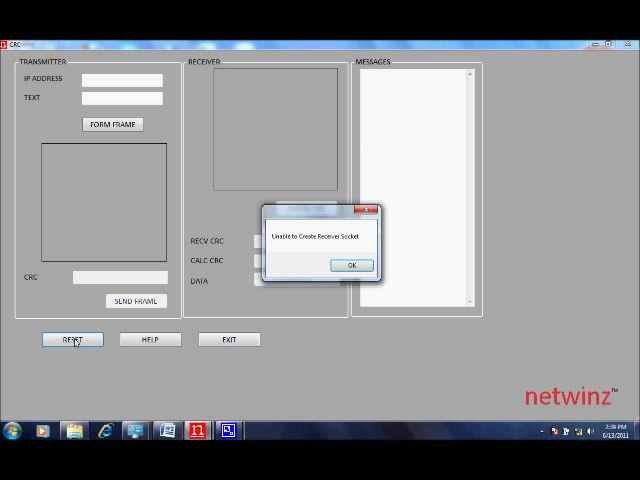 CRC
TRANSMITTER
IP ADDRESS
TEXT
FORM FRAME
CRC
SEND FRAME
RECEIVER
RECV CRC
CALC CRC
DATA
MESSAGES
Unable to Create Receiver Socket
OK
RESET
HELP
EXIT
netwinz™
2:39 PM
6/13/2011